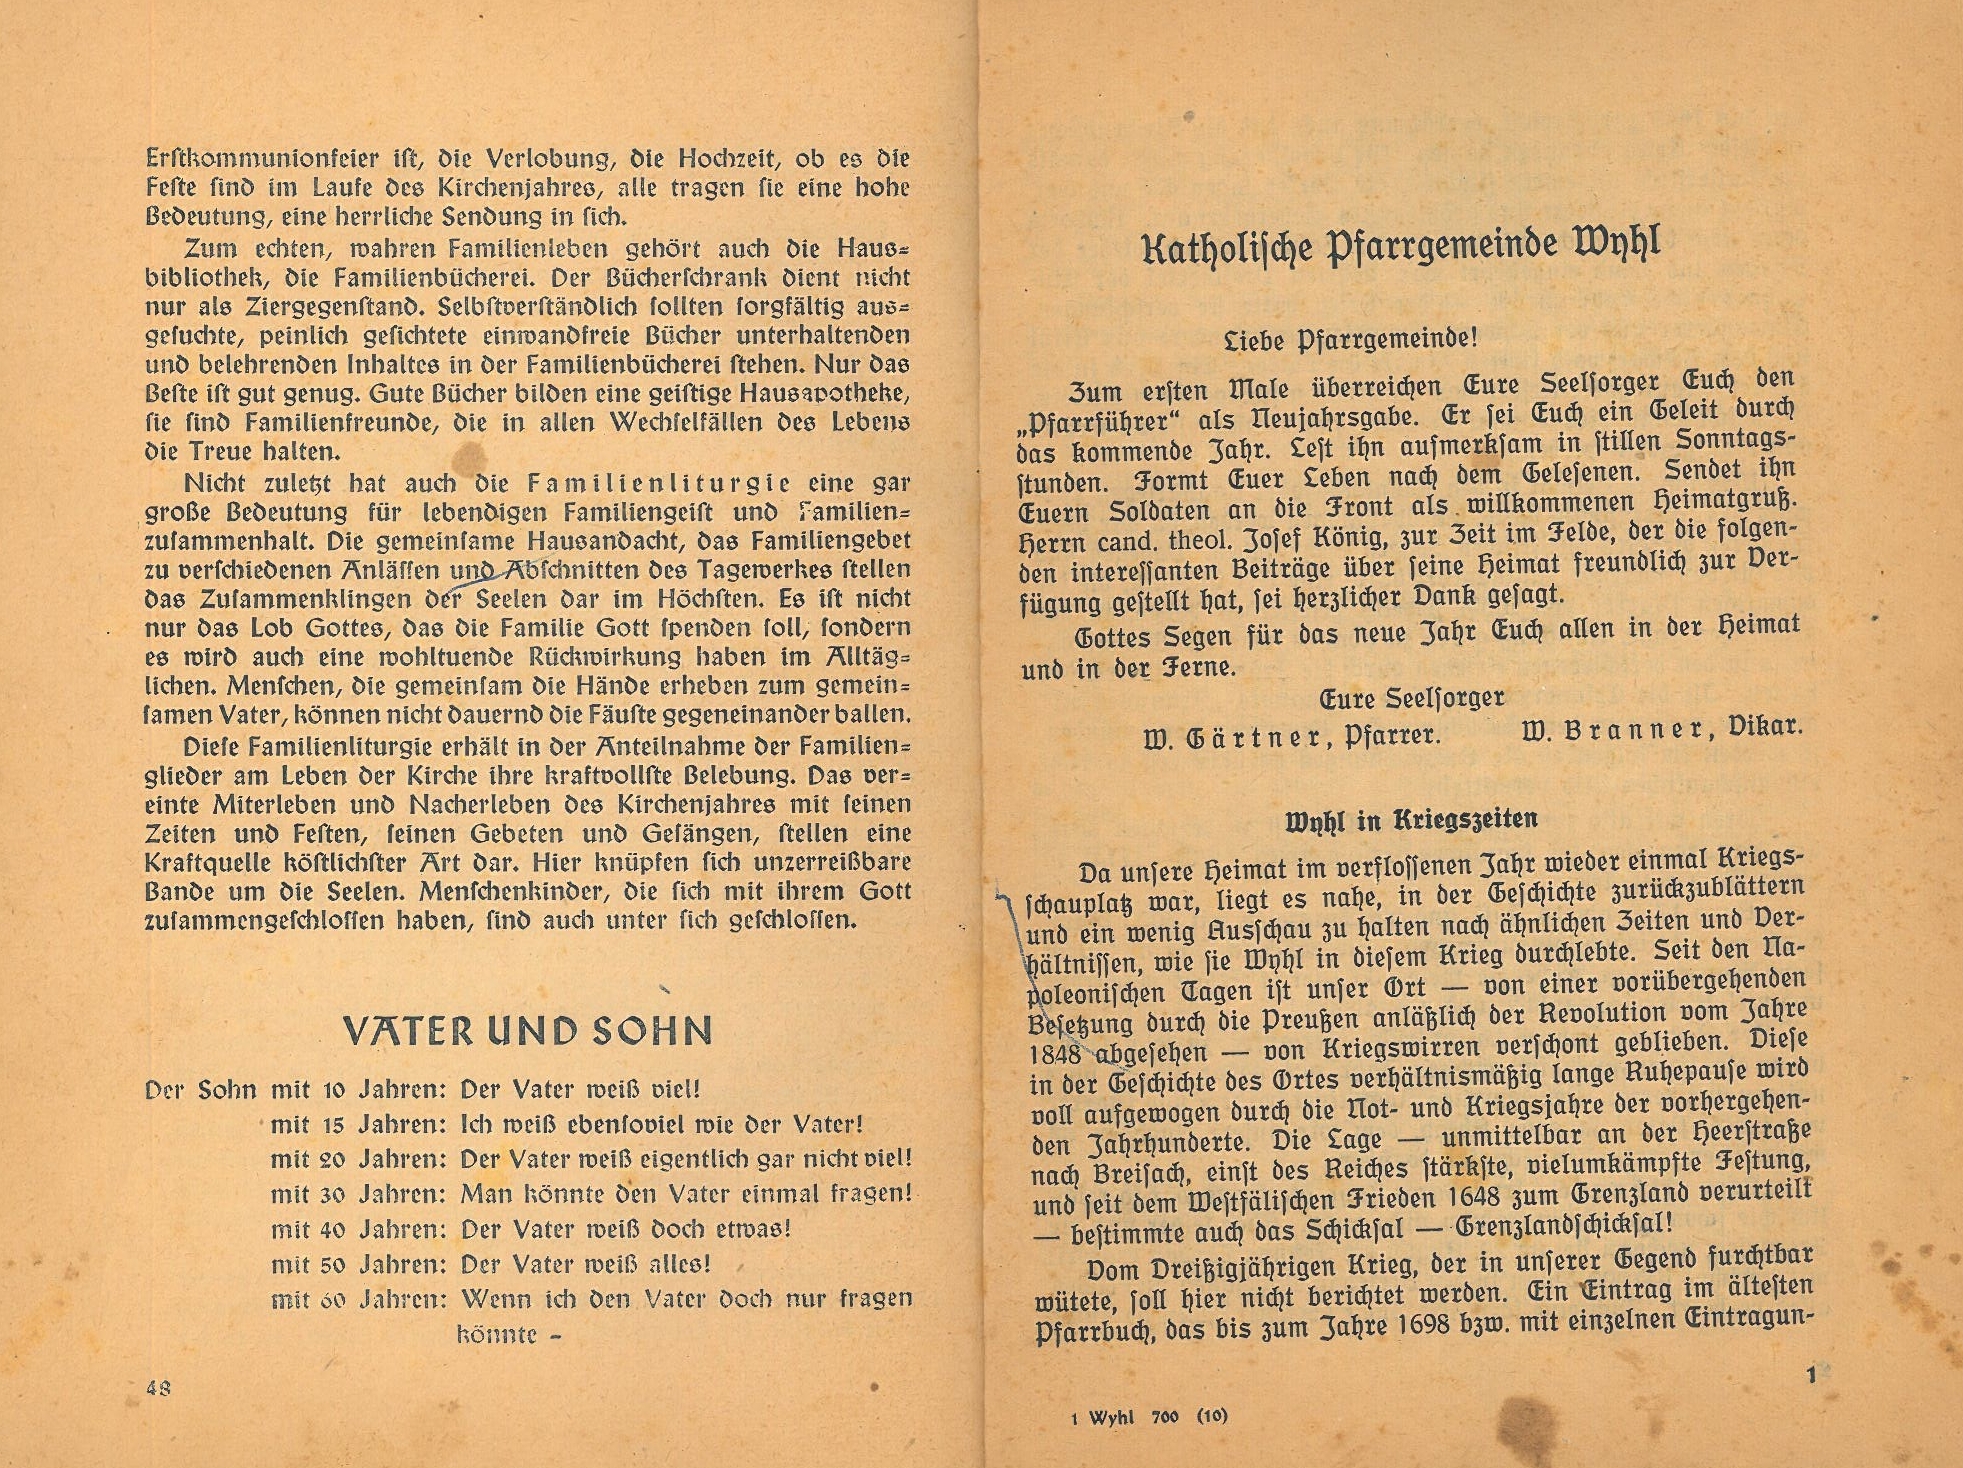 Erstkommunionfeier ist, die Verlobung, die Hochzeit, ob es die
Feste sind im Laufe des Kirchenjahres, alle tragen sie eine hohe
Bedeutung, eine herrliche Sendung in sich.
Zum echten, wahren Familienleben gehört auch die Haus=
bibliothek, die Familienbücherei. Der Bücherschrank dient nicht
nur als Ziergegenstand. Selbstverständlich sollten sorgfältig aus=
gesuchte, peinlich gesichtete einwandfreie Bücher unterhaltenden
und belehrenden Inhaltes in der Familienbücherei stehen. Nur das
Beste ist gut genug. Gute Bücher bilden eine geistige Hausapotheke,
sie sind Familienfreunde, die in allen Wechselfällen des Lebens
die Treue halten.
Nicht zuletzt hat auch die Familienliturgie eine gar
große Bedeutung für lebendigen Familiengeist und Familien=
zusammenhalt. Die gemeinsame Hausandacht, das Familiengebet
zu verschiedenen Anlässen und Abschnitten des Tagewerkes stellen
das Zusammenklingen der Seelen dar im Höchsten. Es ist nicht
nur das Lob Gottes, das die Familie Gott spenden soll, sondern
es wird auch eine wohltuende Rückwirkung haben im Alltäg=
lichen. Menschen, die gemeinsam die Hände erheben zum gemein=
samen Vater, können nicht dauernd die Fäuste gegeneinander ballen.
Diese Familienliturgie erhält in der Anteilnahme der Familien=
glieder am Leben der Kirche ihre kraftvollste Belebung. Das ver=
einte Miterleben und Nacherleben des Kirchenjahres mit seinen
Zeiten und Festen, seinen Gebeten und Gesängen, stellen eine
Kraftquelle köstlichster Art dar. Hier knüpfen sich unzerreißbare
Bande um die Seelen. Menschenkinder, die sich mit ihrem Gott
zusammengeschlossen haben, sind auch unter sich geschlossen.
VATER UND SOHN
Der Sohn mit 10 Jahren: Der Vater weiß viel!
mit 15 Jahren: Ich weiß ebensoviel wie der Vater!
mit 20 Jahren: Der Vater weiß eigentlich gar nicht viel!
mit 30 Jahren: Man könnte den Vater einmal fragen!
mit 40 Jahren: Der Vater weiß doch etwas!
mit 50 Jahren: Der Vater weiß alles!
mit 60 Jahren: Wenn ich den Vater doch nur fragen
könnte –
48
Katholische Pfarrgemeinde Wyhl
Liebe Pfarrgemeinde!
Zum ersten Male überreichen Eure Seelsorger Euch den
„Pfarrführer“ als Neujahrsgabe. Er sei Euch ein Geleit durch
das kommende Jahr. Lest ihn aufmerksam in stillen Sonntags-
stunden. Formt Euer Leben nach dem Gelesenen. Sendet ihn
Euern Soldaten an die Front als willkommenen Heimatgruß.
Herrn cand. theol. Josef König, zur Zeit im Felde, der die folgen-
den interessanten Beiträge über seine Heimat freundlich zur Ver-
fügung gestellt hat, sei herzlicher Dank gesagt.
Gottes Segen für das neue Jahr Euch allen in der Heimat
und in der Ferne.
Eure Seelsorger
W. Gärtner, Pfarrer. W. Branner, Vikar.
Wyhl in Kriegszeiten
Da unsere Heimat im verflossenen Jahr wieder einmal Kriegs-
schauplatz war, liegt es nahe, in der Geschichte zurückzublättern
und ein wenig Ausschau zu halten nach ähnlichen Zeiten und Ver-
hältnissen, wie sie Wyhl in diesem Krieg durchlebte. Seit den Na-
poleonischen Tagen ist unser Ort — von einer vorübergehenden
Besetzung durch die Preußen anläßlich der Revolution vom Jahre
1848 abgesehen — von Kriegswirren verschont geblieben. Diese
in der Geschichte des Ortes verhältnismäßig lange Ruhepause wird
voll aufgewogen durch die Not- und Kriegsjahre der vorhergehen-
den Jahrhunderte. Die Lage — unmittelbar an der Heerstraße
nach Breisach, einst des Reiches stärkste, vielumkämpfte Festung,
und seit dem Westfälischen Frieden 1648 zum Grenzland verurteilt
— bestimmte auch das Schicksal — Grenzlandschicksal!
Vom Dreißigjährigen Krieg, der in unserer Gegend furchtbar
wütete, soll hier nicht berichtet werden. Ein Eintrag im ältesten
Pfarrbuch, das bis zum Jahre 1698 bzw. mit einzelnen Eintragun-
1
1 Wyhl 700 (10)